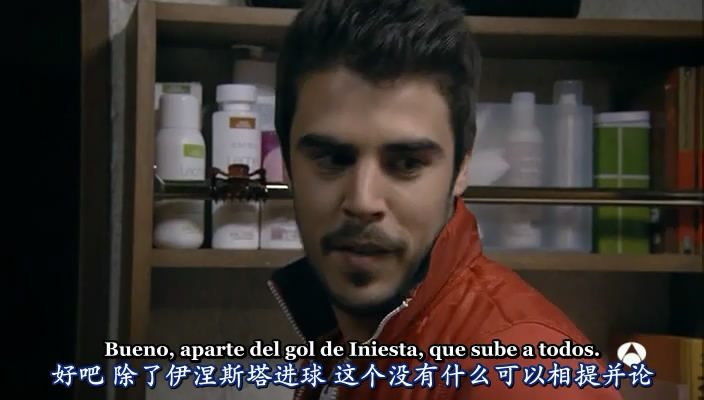 Bueno, aparte del gol de Iniesta, que sube a todos.
好吧 除了伊涅斯塔进球 这个没有什么可以相提并论